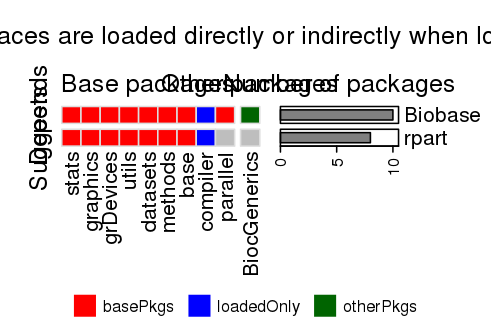 aces are loaded directly or indirectly when lo
Base packages
Other packages
Number of packages
Depends
Suggests
Biobase
rpart
stats
graphics
grDevices
utils
datasets
methods
base
compiler
parallel
BiocGenerics
0
5
10
basePkgs
loadedOnly
otherPkgs